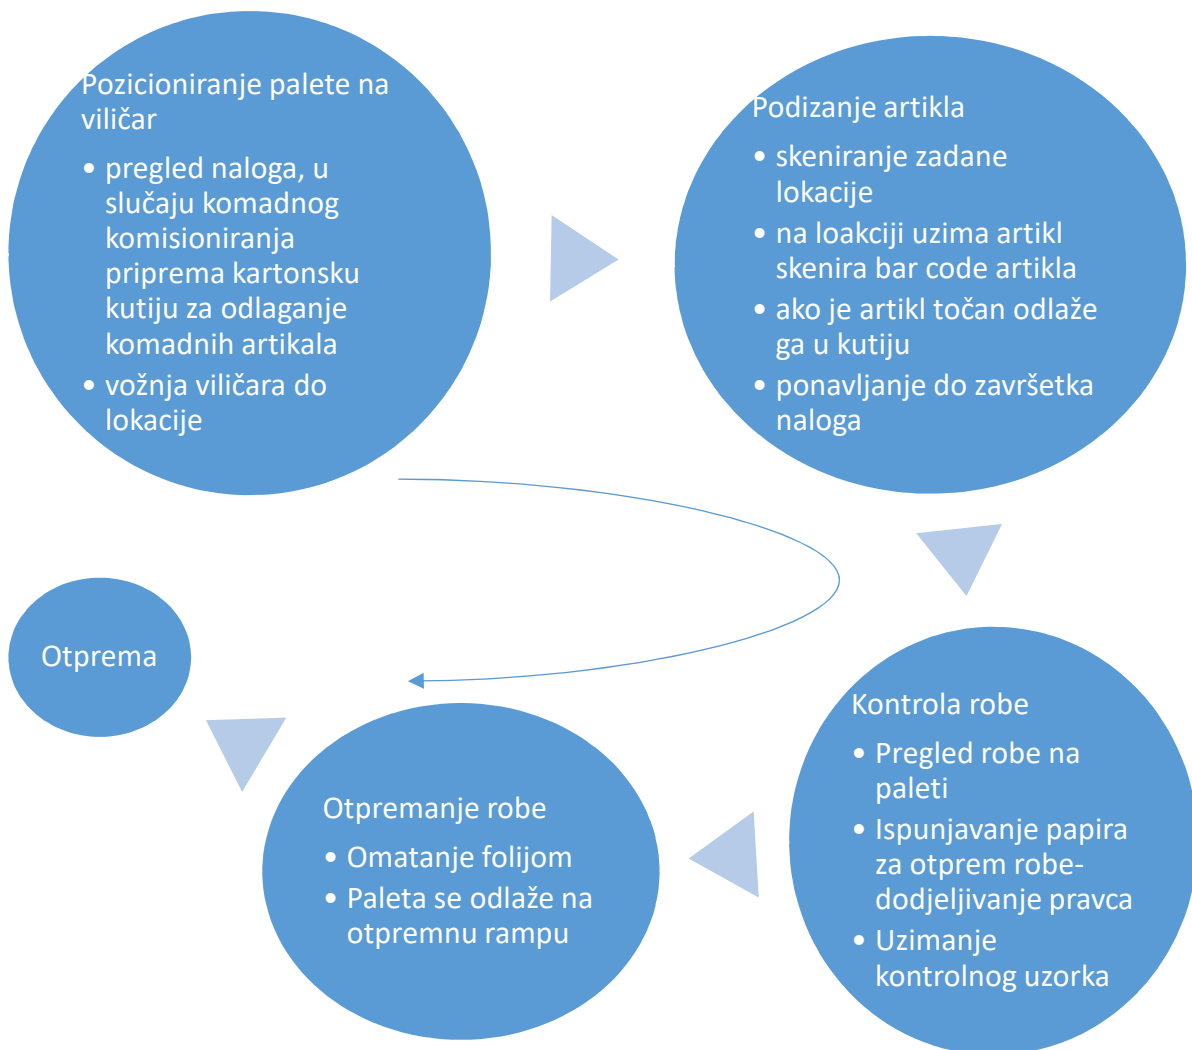 Pozicioniranje palete na
viličar
• pregled naloga, u
slučaju komadnog
komisioniranja
priprema kartonsku
kutiju za odlaganje
komadnih artikala
• vožnja viličara do
lokacije
Podizanje artikla
• skeniranje zadane
lokacije
• na loakciji uzima artikl
skenira bar code artikla
• ako je artikl točan odlaže
ga u kutiju
• ponavljanje do završetka
naloga
Kontrola robe
• Pregled robe na
paleti
• Ispunjavanje papira
za otprem robe-
dodjeljivanje pravca
• Uzimanje
kontrolnog uzorka
Otpremanje robe
• Omatanje folijom
• Paleta se odlaže na
otpremnu rampu
Otprema